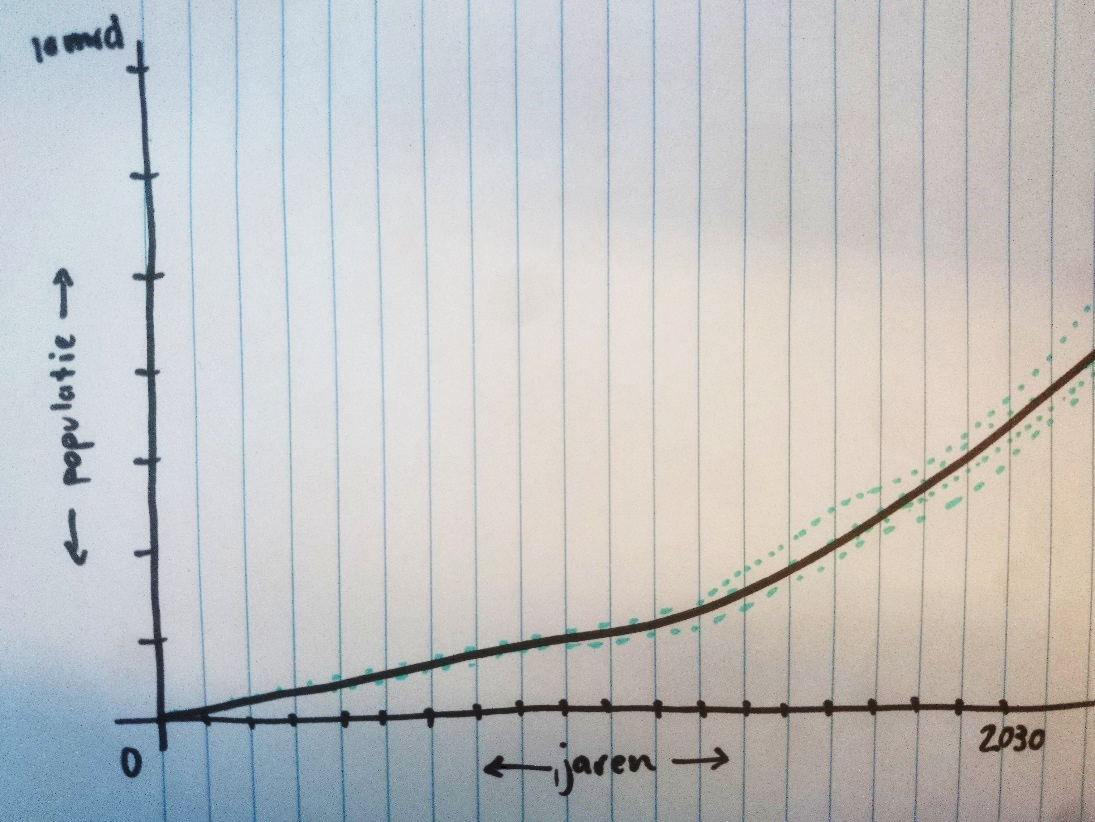 10 mrd
← populatie →
0
← jaren →
2030